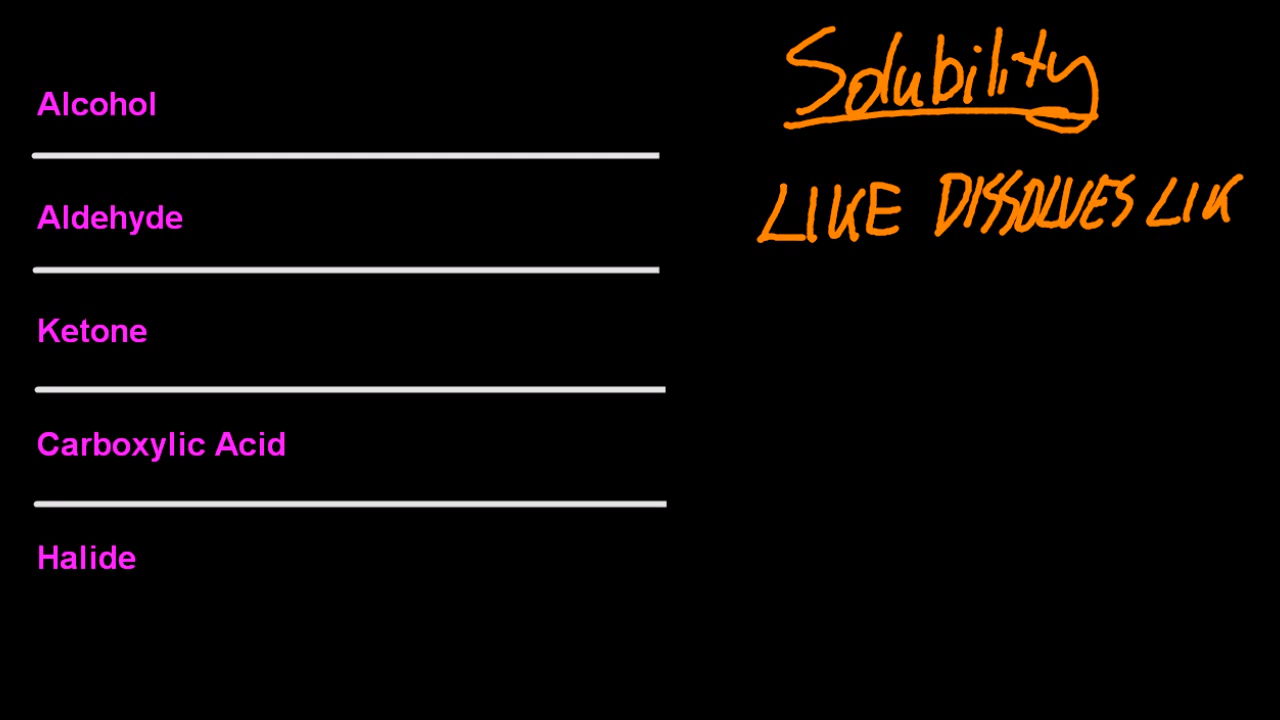 Alcohol
Aldehyde
Ketone
Carboxylic Acid
Halide
Solubility
LIKE DISSOLVES LIK